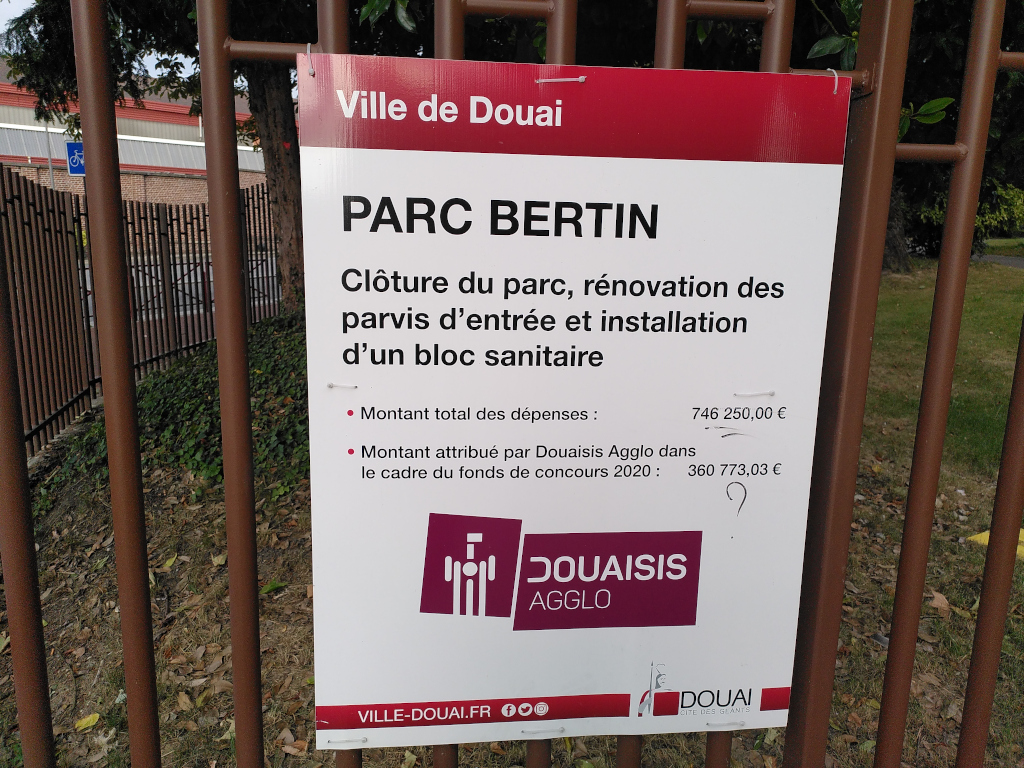 Ville de Douai
PARC BERTIN
Clôture du parc, rénovation des
parvis d'entrée et installation
d'un bloc sanitaire
• Montant total des dépenses : 746 250,00 €
• Montant attribué par Douaisis Agglo dans
le cadre du fonds de concours 2020 : 360 773,03 €
?
DOUAISIS
AGGLO
VILLE-DOUAI.FR
DOUAI
CITÉ DES GÉANTS